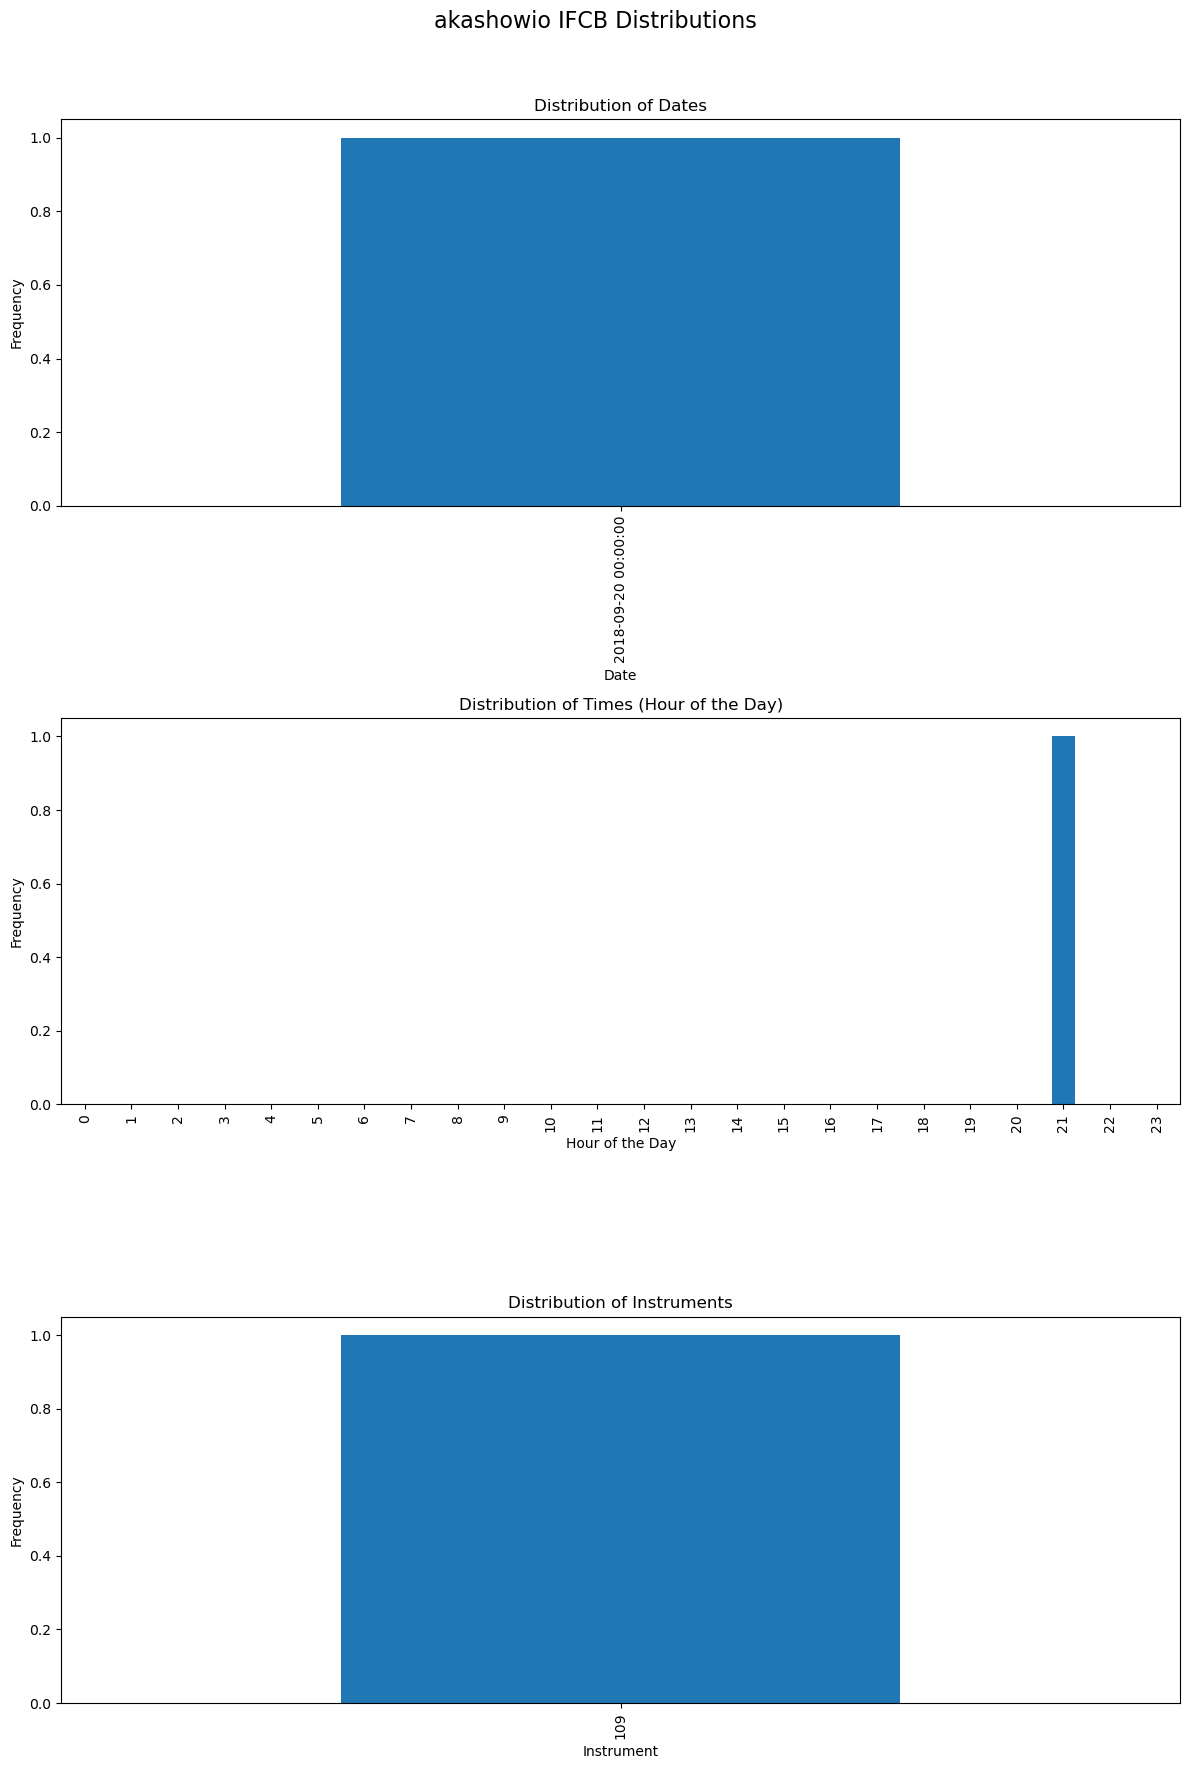 akashowio IFCB Distributions
Distribution of Dates
1.0
0.8
0.6
0.4
0.2
0.0
Frequency
2018-09-20 00:00:00
Date
Distribution of Times (Hour of the Day)
1.0
0.8
0.6
0.4
0.2
0.0
Frequency
0 1 2 3 4 5 6 7 8 9 10 11 12 13 14 15 16 17 18 19 20 21 22 23
Hour of the Day
Distribution of Instruments
1.0
0.8
0.6
0.4
0.2
0.0
Frequency
109
Instrument